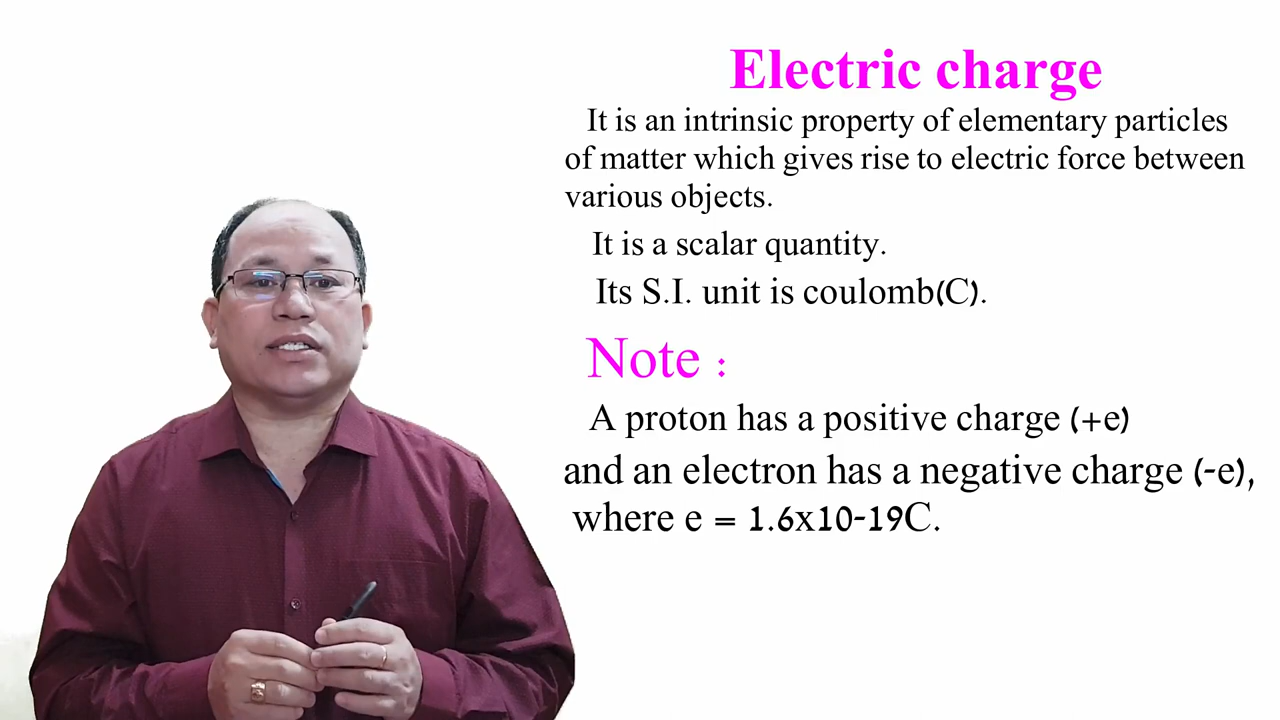 Electric charge
It is an intrinsic property of elementary particles
of matter which gives rise to electric force between
various objects.
It is a scalar quantity.
Its S.I. unit is coulomb(C).
Note :
A proton has a positive charge (+e)
and an electron has a negative charge (-e),
where e = 1.6x10-19C.